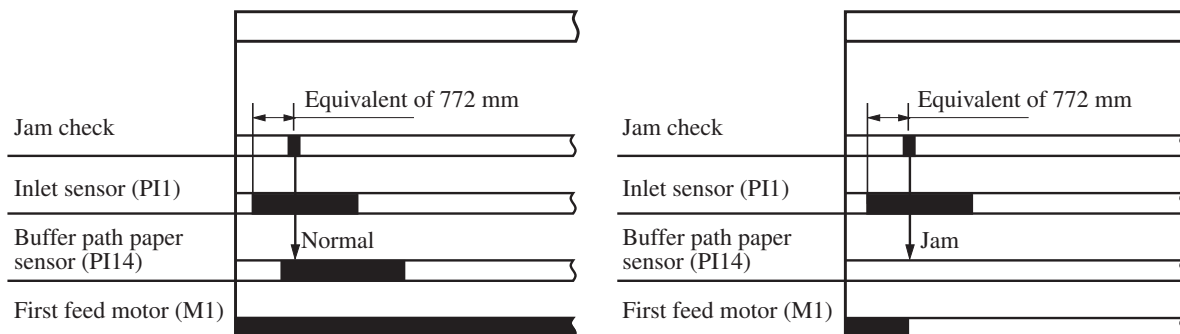 Equivalent of 772 mm
Jam check
Inlet sensor (PI1)
Normal
Buffer path paper
sensor (PI14)
First feed motor (M1)
Equivalent of 772 mm
Jam check
Inlet sensor (PI1)
Jam
Buffer path paper
sensor (PI14)
First feed motor (M1)